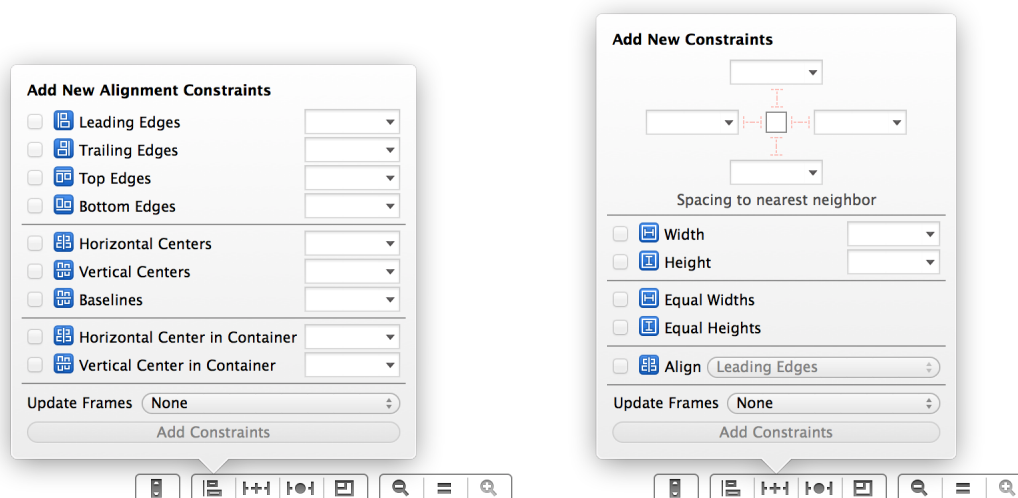 Add New Alignment Constraints
Leading Edges
Trailing Edges
Top Edges
Bottom Edges
Horizontal Centers
Vertical Centers
Baselines
Horizontal Center in Container
Vertical Center in Container
Update Frames None
Add Constraints
Add New Constraints
Spacing to nearest neighbor
Width
Height
Equal Widths
Equal Heights
Align Leading Edges
Update Frames None
Add Constraints